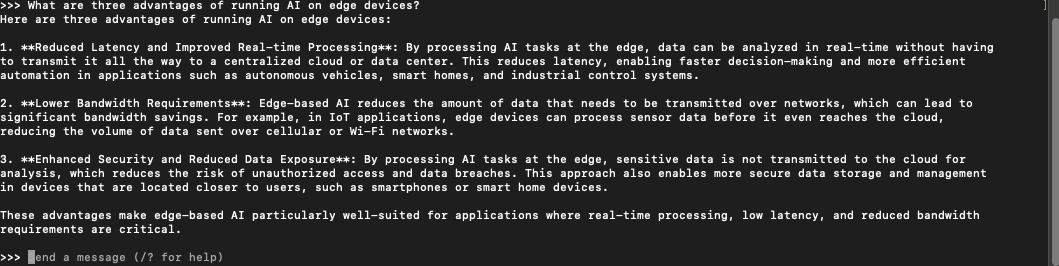 >>> What are three advantages of running AI on edge devices?
Here are three advantages of running AI on edge devices:
1. **Reduced Latency and Improved Real-time Processing**: By processing AI tasks at the edge, data can be analyzed in real-time without having
to transmit it all the way to a centralized cloud or data center. This reduces latency, enabling faster decision-making and more efficient
automation in applications such as autonomous vehicles, smart homes, and industrial control systems.
2. **Lower Bandwidth Requirements**: Edge-based AI reduces the amount of data that needs to be transmitted over networks, which can lead to
significant bandwidth savings. For example, in IoT applications, edge devices can process sensor data before it even reaches the cloud,
reducing the volume of data sent over cellular or Wi-Fi networks.
3. **Enhanced Security and Reduced Data Exposure**: By processing AI tasks at the edge, sensitive data is not transmitted to the cloud for
analysis, which reduces the risk of unauthorized access and data breaches. This approach also enables more secure data storage and management
in devices that are located closer to users, such as smartphones or smart home devices.
These advantages make edge-based AI particularly well-suited for applications where real-time processing, low latency, and reduced bandwidth
requirements are critical.
>>> end a message (/? for help)